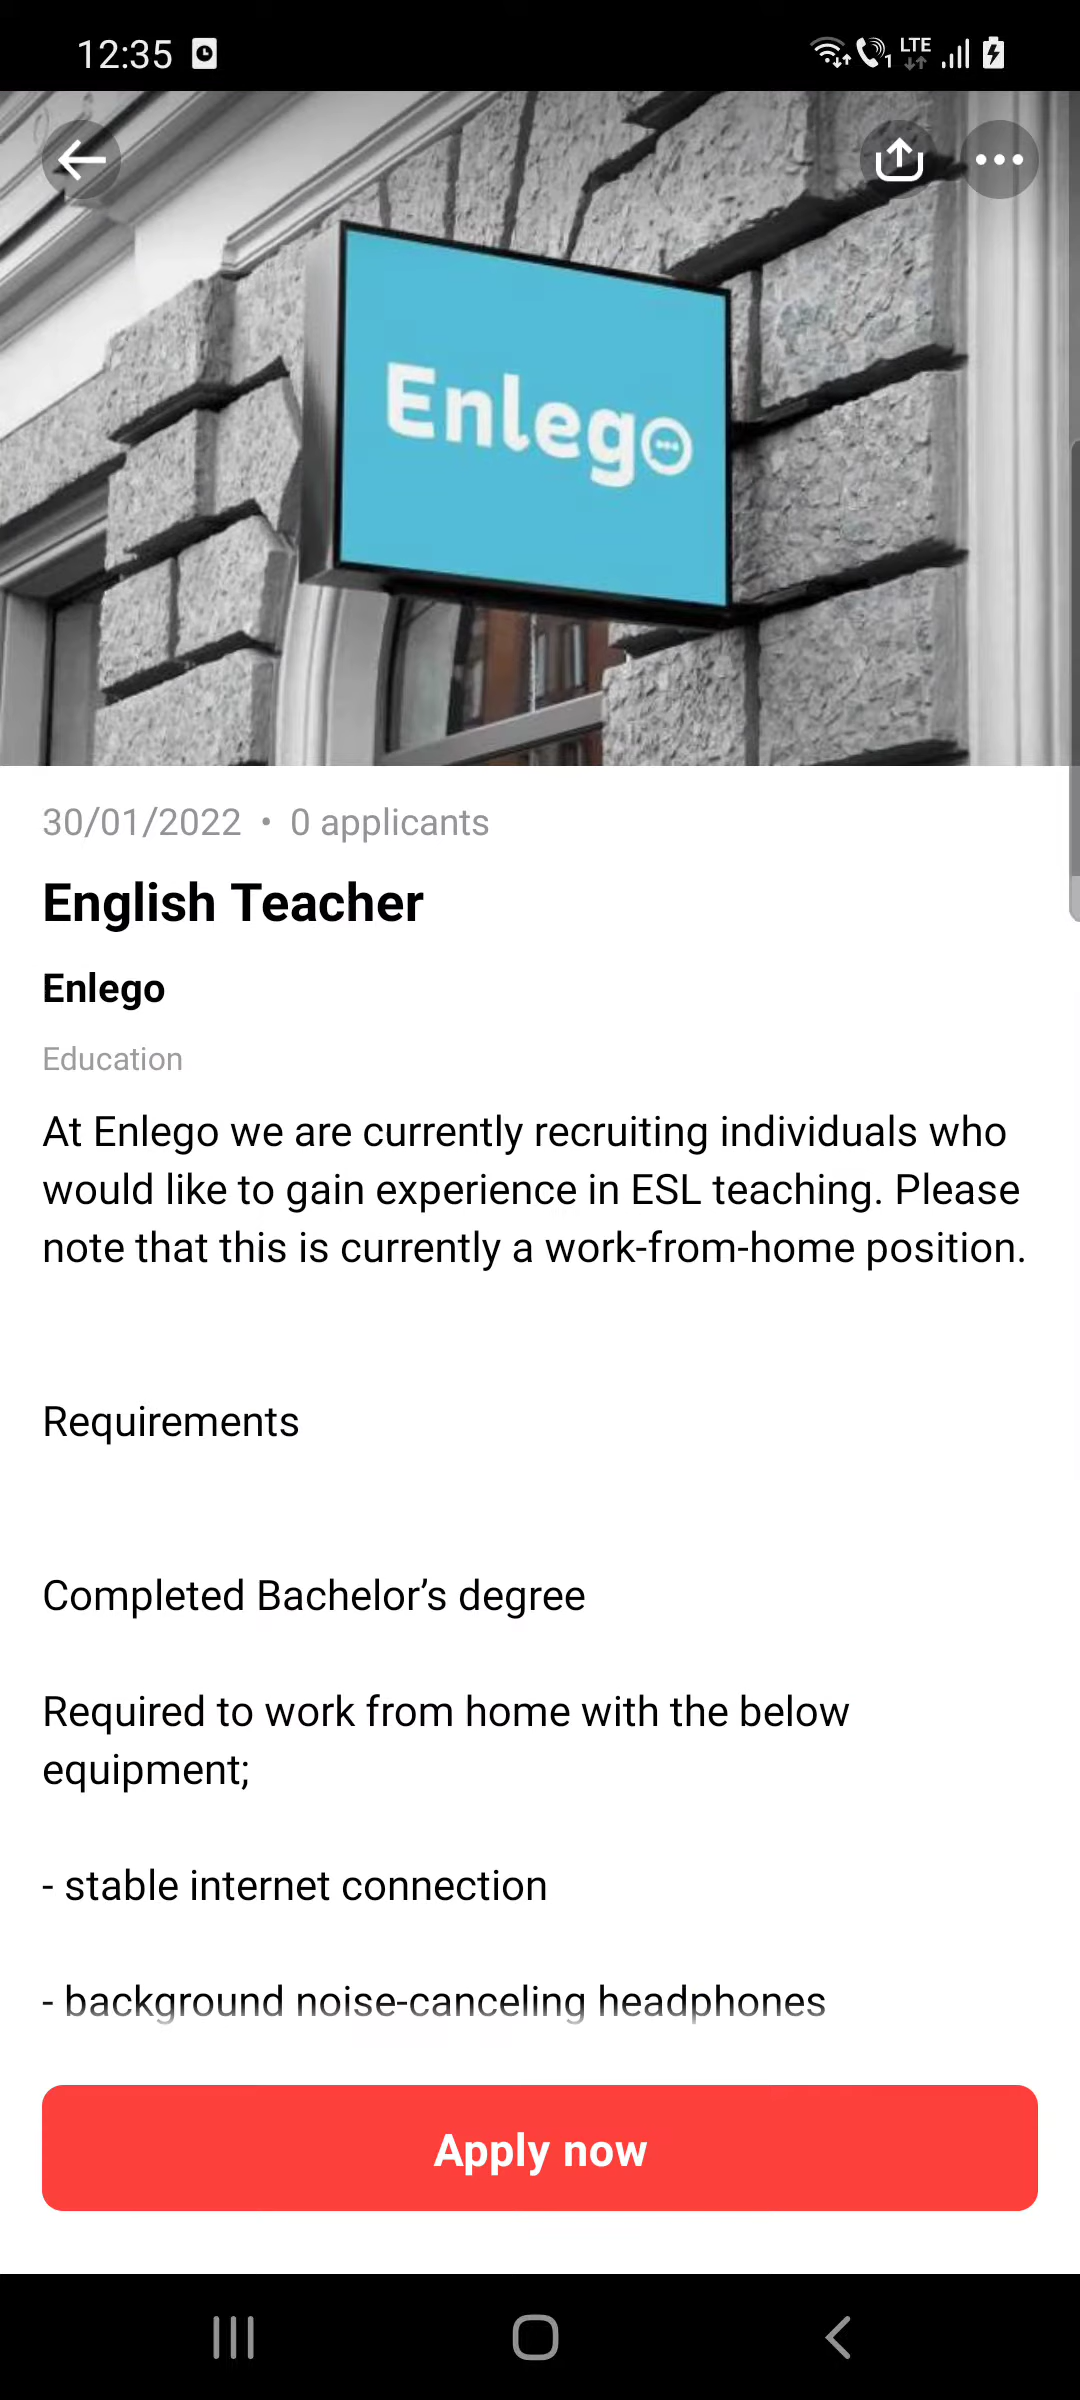 12:35
1 LTE
Enlego
30/01/2022 • 0 applicants
English Teacher
Enlego
Education
At Enlego we are currently recruiting individuals who
would like to gain experience in ESL teaching. Please
note that this is currently a work-from-home position.
Requirements
Completed Bachelor’s degree
Required to work from home with the below
equipment;
- stable internet connection
- background noise-canceling headphones
Apply now